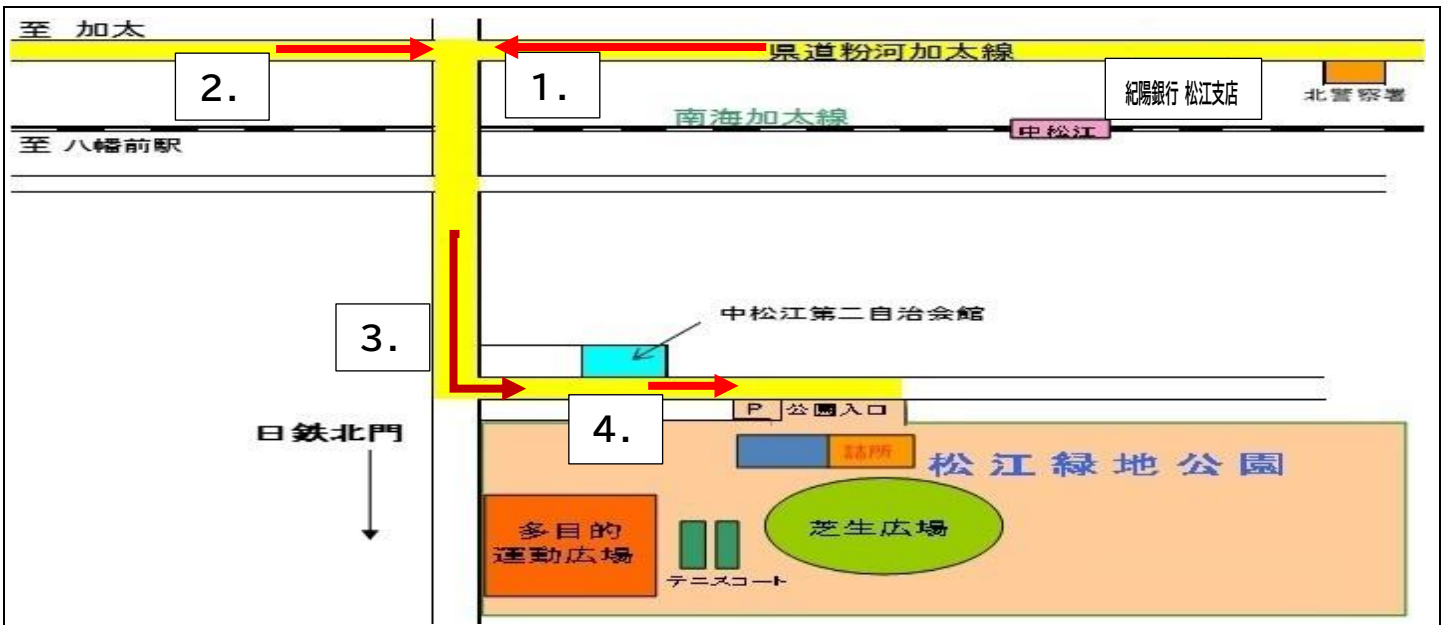 至 加太
県道粉河加太線
2.
1.
紀陽銀行 松江支店
北警察署
南海加太線
中松江
至 八幡前駅
中松江第二自治会館
3.
P 公園入口
4.
日鉄北門
詰所
松江緑地公園
多目的
運動広場
芝生広場
テニスコート